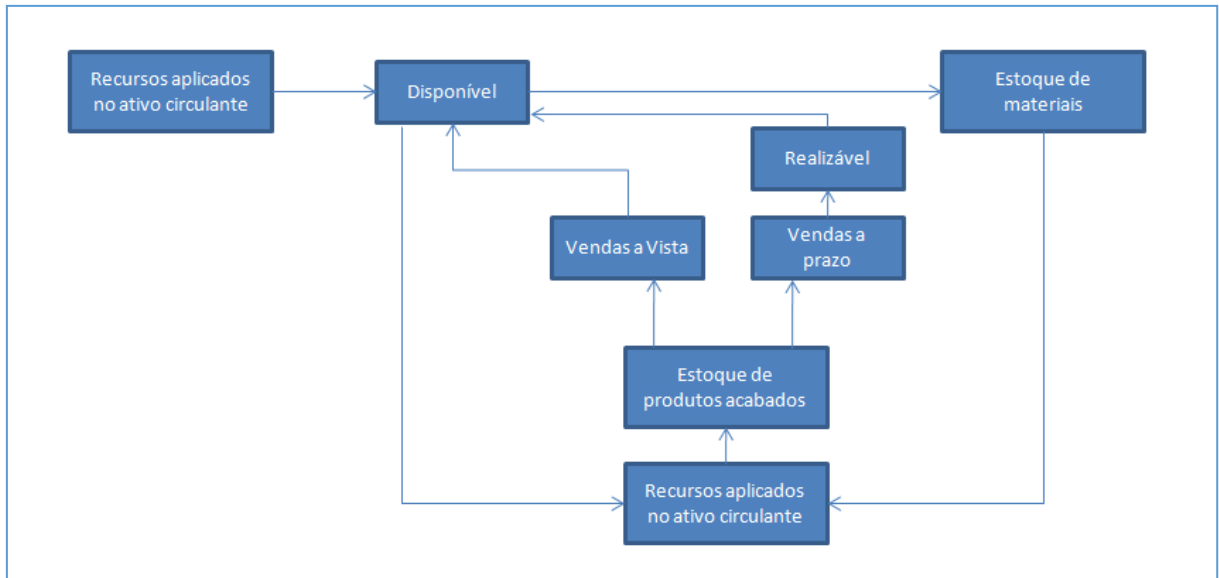 Recursos aplicados
no ativo circulante
Disponível
Estoque de
materiais
Realizável
Vendas a Vista
Vendas a
prazo
Estoque de
produtos acabados
Recursos aplicados
no ativo circulante